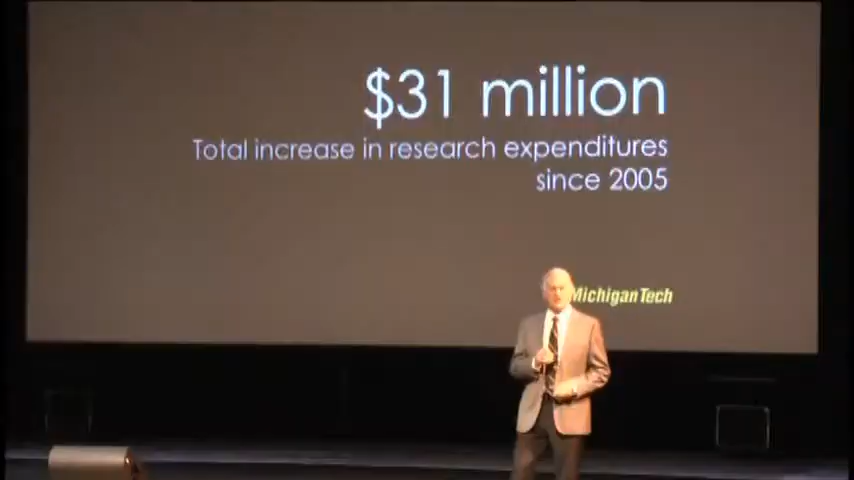 $31 million
Total increase in research expenditures
since 2005
MichiganTech